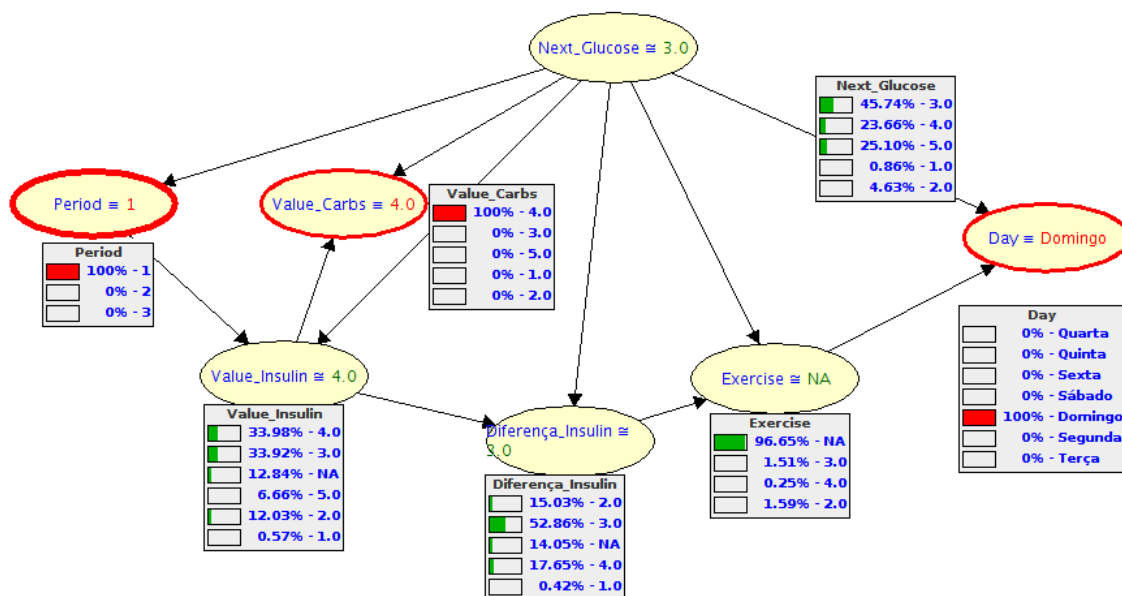 Next_Glucose ≅ 3.0
Next_Glucose
45.74% - 3.0
23.66% - 4.0
25.10% - 5.0
0.86% - 1.0
4.63% - 2.0
Period ≡ 1
Value_Carbs ≡ 4.0
Value_Carbs
100% - 4.0
0% - 3.0
0% - 5.0
0% - 1.0
0% - 2.0
Day ≡ Domingo
Period
100% - 1
0% - 2
0% - 3
Day
0% - Quarta
0% - Quinta
0% - Sexta
0% - Sábado
100% - Domingo
0% - Segunda
0% - Terça
Value_Insulin ≅ 4.0
Value_Insulin
33.98% - 4.0
33.92% - 3.0
12.84% - NA
6.66% - 5.0
12.03% - 2.0
0.57% - 1.0
Diferença_Insulin ≅
3.0
Diferença_Insulin
15.03% - 2.0
52.86% - 3.0
14.05% - NA
17.65% - 4.0
0.42% - 1.0
Exercise ≅ NA
Exercise
96.65% - NA
1.51% - 3.0
0.25% - 4.0
1.59% - 2.0